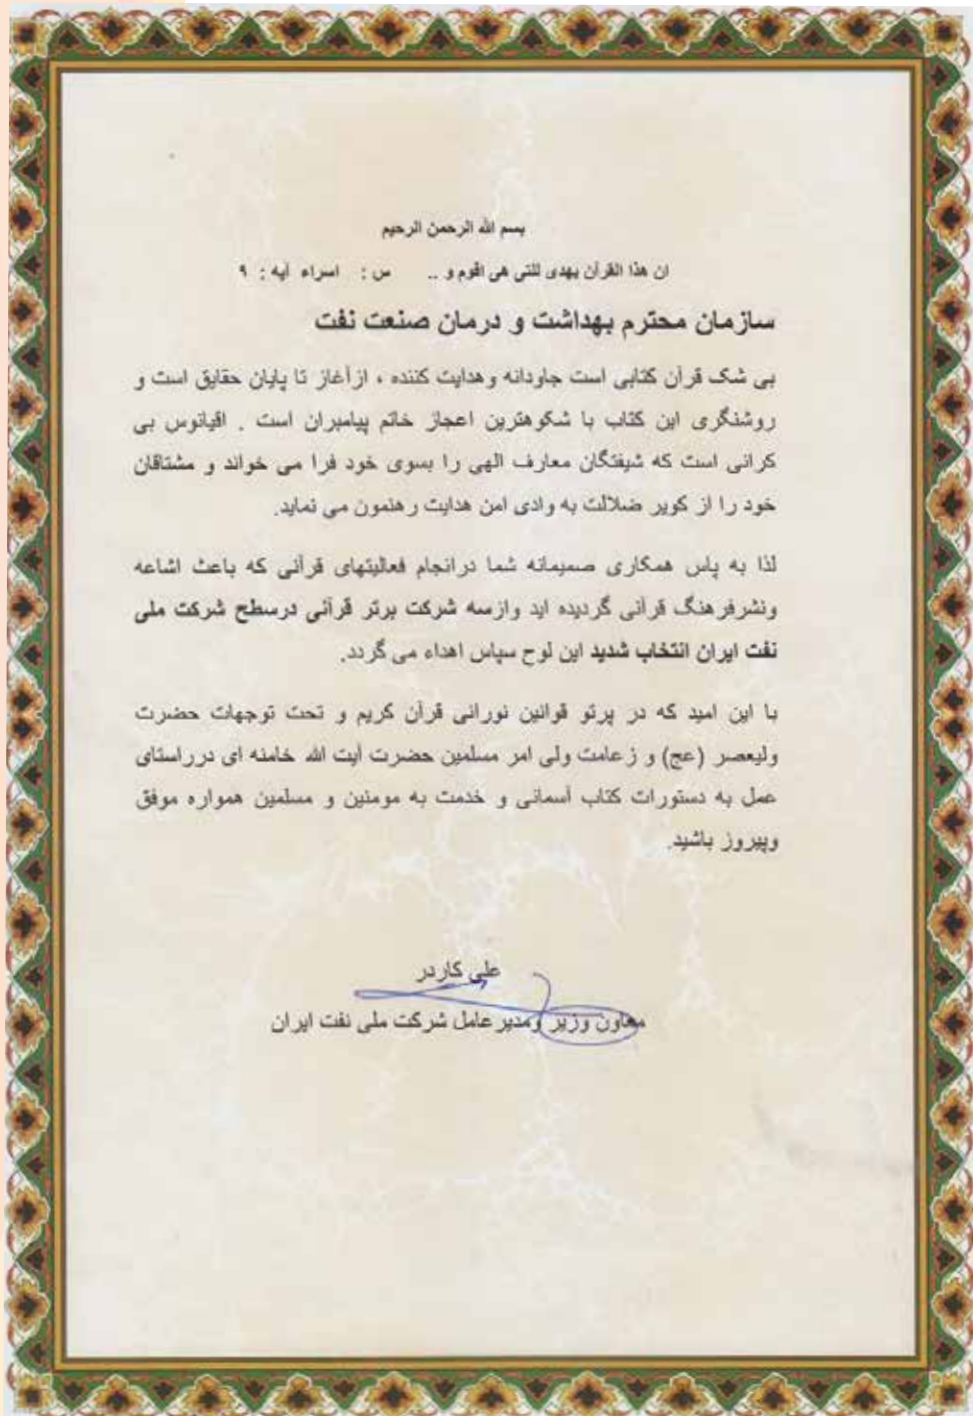 بسم الله الرحمن الرحیم
ان هذا القرآن یهدی للتی هی اقوم و .. س : اسراء آیه : ۹
سازمان محترم بهداشت و درمان صنعت نفت
بی شک قرآن کتابی است جاودانه وهدایت کننده ، ازآغاز تا پایان حقایق است و
روشنگری این کتاب با شکوهترین اعجاز خاتم پیامبران است . اقیانوس بی
کرانی است که شیفتگان معارف الهی را بسوی خود فرا می خواند و مشتاقان
خود را از کویر ضلالت به وادی امن هدایت رهنمون می نماید.
لذا به پاس همکاری صمیمانه شما درانجام فعالیتهای قرآنی که باعث اشاعه
ونشرفرهنگ قرآنی گردیده اید وازسه شرکت برتر قرآنی درسطح شرکت ملی
نفت ایران انتخاب شدید این لوح سپاس اهداء می گردد.
با این امید که در پرتو قوانین نورانی قرآن کریم و تحت توجهات حضرت
ولیعصر (عج) و زعامت ولی امر مسلمین حضرت آیت الله خامنه ای درراستای
عمل به دستورات کتاب آسمانی و خدمت به مومنین و مسلمین همواره موفق
وپیروز باشید.
علی کاردر
معاون وزیر ومدیرعامل شرکت ملی نفت ایران